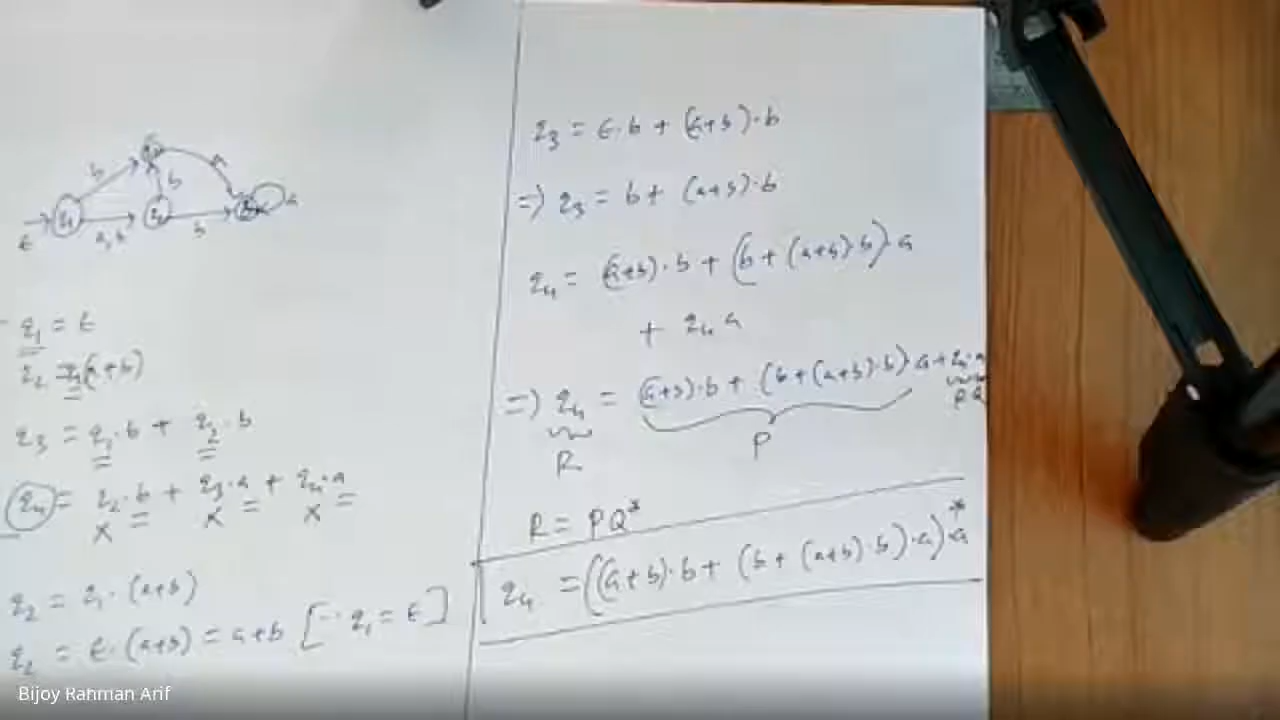 b
a
b
ε
a, b
b
a
q1 = ε
q2 = q1(a+b)
q3 = q1·b + q2·b
q4 = q2·b + q3·a + q4·a
x x x
q2 = q1·(a+b)
q2 = ε·(a+b) = a+b [∵ q1 = ε]
q3 = ε·b + (ε+b)·b
=) q3 = b + (a+b)·b
q4 = (a+b)·b + (b + (a+b)·b)·a
+ q4 a
=) q4 = (a+b)·b + (b+(a+b)·b)·a + q4·a
R P PQ
R = PQ*
q4 = ((a+b)·b + (b + (a+b)·b)·a)·a*
Bijoy Rahman Arif